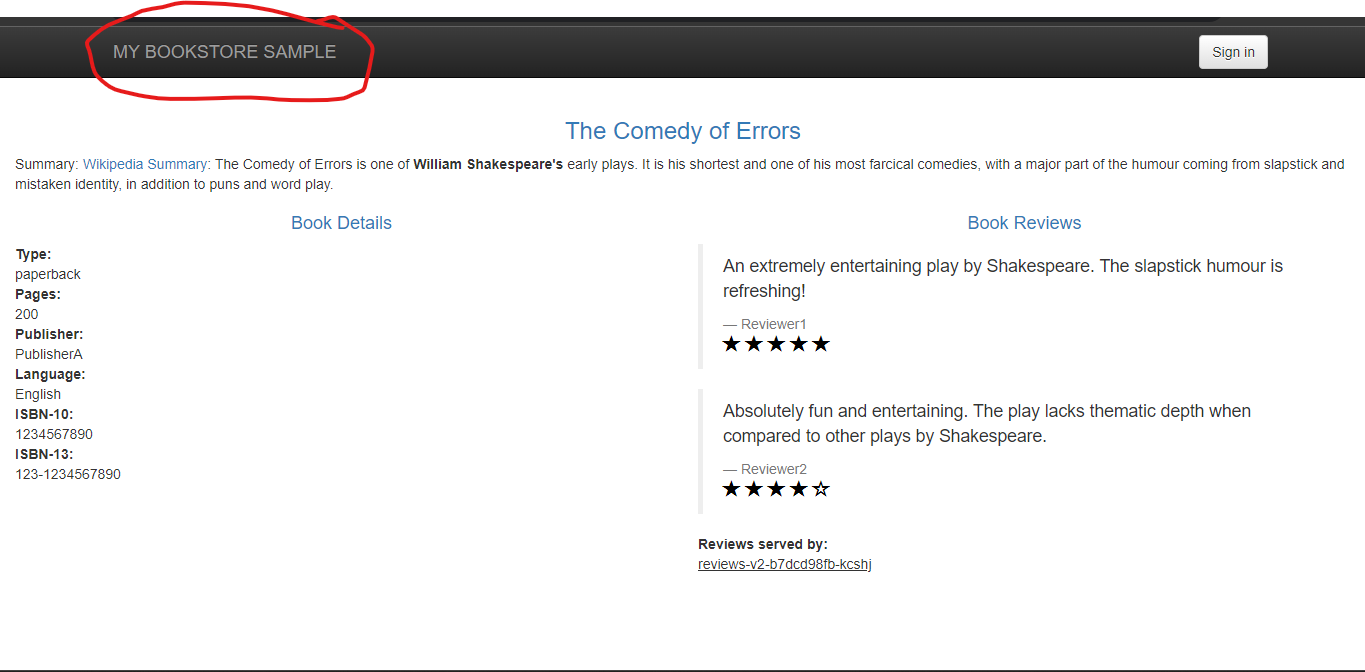 MY BOOKSTORE SAMPLE
Sign in
The Comedy of Errors
Summary: Wikipedia Summary: The Comedy of Errors is one of William Shakespeare's early plays. It is his shortest and one of his most farcical comedies, with a major part of the humour coming from slapstick and
mistaken identity, in addition to puns and word play.
Book Details
Type:
paperback
Pages:
200
Publisher:
PublisherA
Language:
English
ISBN-10:
1234567890
ISBN-13:
123-1234567890
Book Reviews
An extremely entertaining play by Shakespeare. The slapstick humour is
refreshing!
— Reviewer1
★★★★★
Absolutely fun and entertaining. The play lacks thematic depth when
compared to other plays by Shakespeare.
— Reviewer2
★★★★☆
Reviews served by:
reviews-v2-b7dcd98fb-kcshj